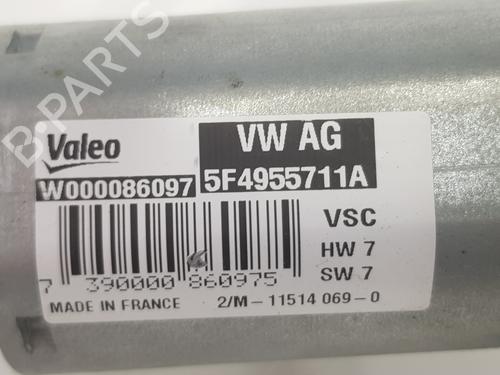 B-PARTS
Valeo
VW AG
W000086097
5F4955711A
VSC
HW 7
SW 7
7 390000 860975
MADE IN FRANCE
2/M-11514 069-0